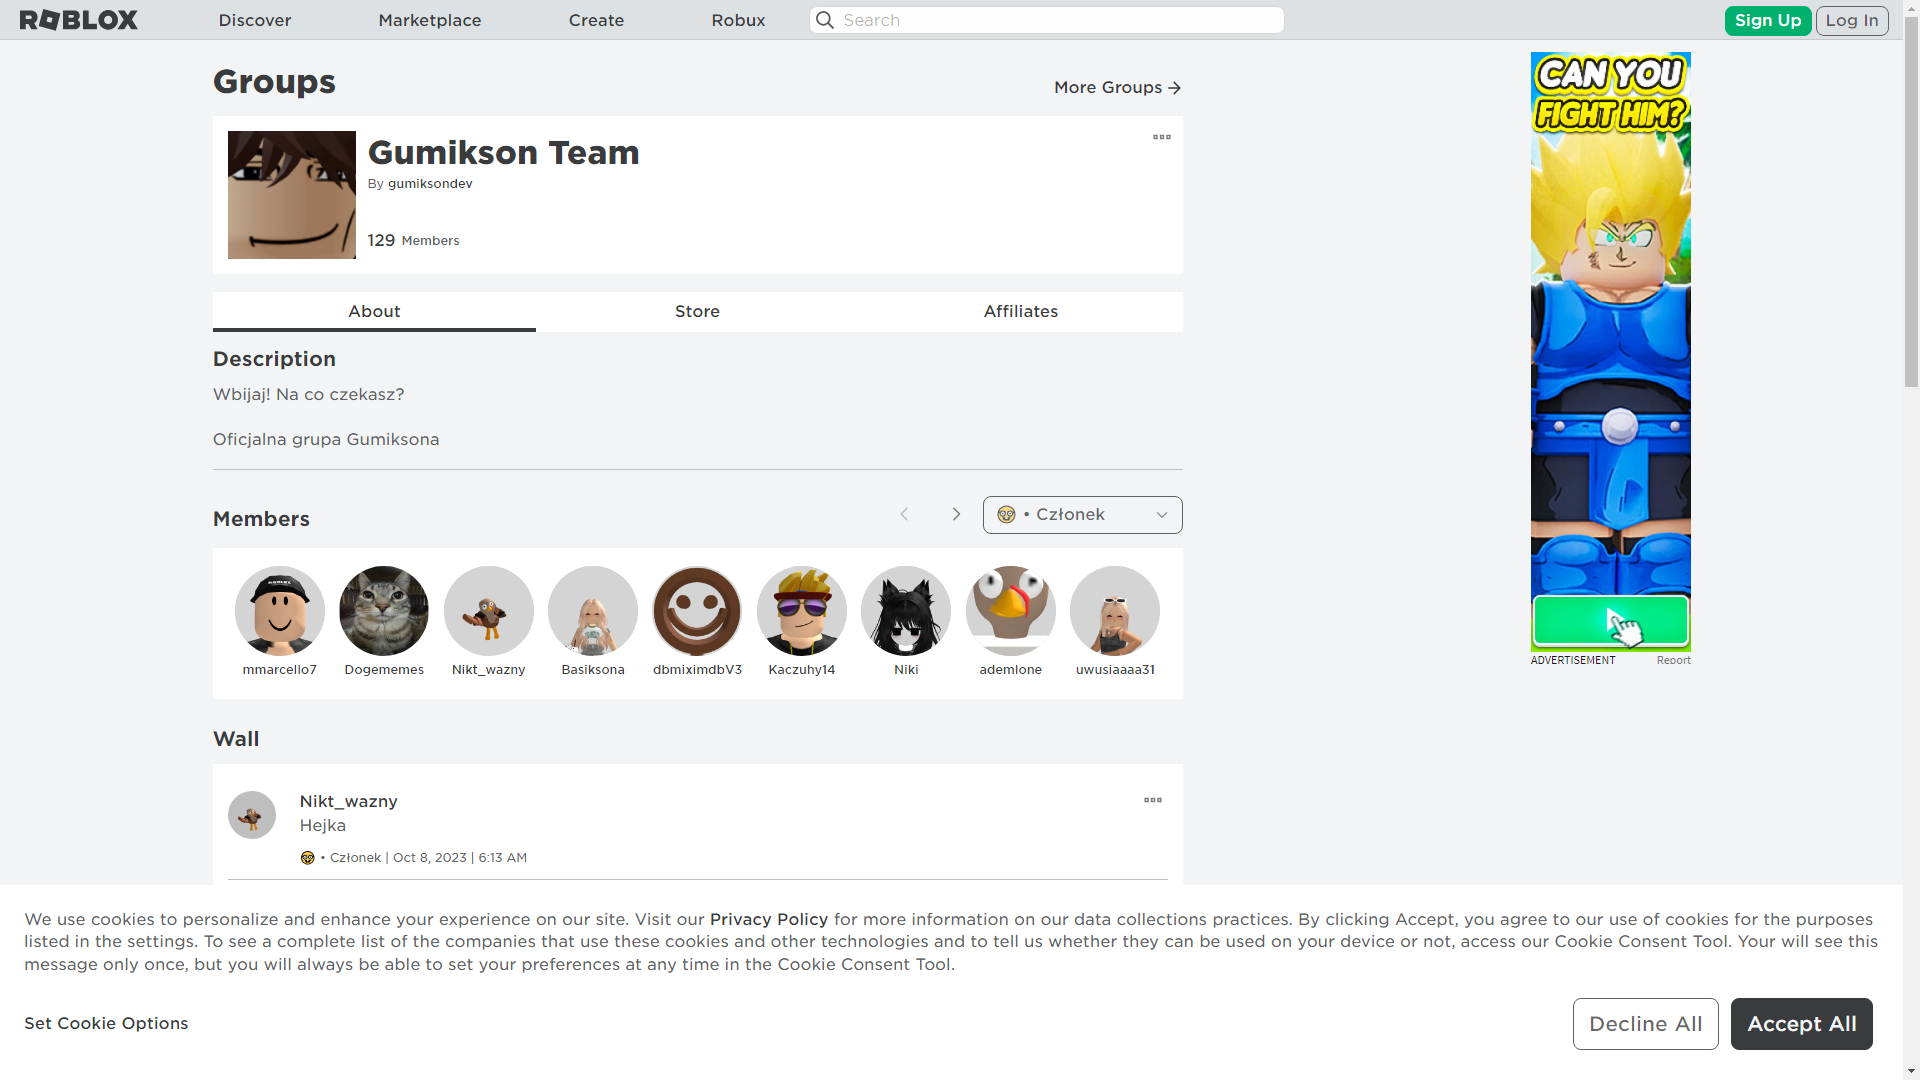 ROBLOX
Discover
Marketplace
Create
Robux
Search
Sign Up
Log In
Groups
More Groups
Gumikson Team
By gumiksondev
129 Members
About
Store
Affiliates
Description
Wbijaj! Na co czekasz?
Oficjalna grupa Gumiksona
Members
• Członek
mmarcello7
Dogememes
Nikt_wazny
Basiksona
dbmiximdbV3
Kaczuhy14
Niki
ademlone
uwusiaaaa31
Wall
Nikt_wazny
Hejka
• Członek | Oct 8, 2023 | 6:13 AM
CAN YOU
FIGHT HIM?
ADVERTISEMENT
Report
We use cookies to personalize and enhance your experience on our site. Visit our Privacy Policy for more information on our data collections practices. By clicking Accept, you agree to our use of cookies for the purposes
listed in the settings. To see a complete list of the companies that use these cookies and other technologies and to tell us whether they can be used on your device or not, access our Cookie Consent Tool. Your will see this
message only once, but you will always be able to set your preferences at any time in the Cookie Consent Tool.
Set Cookie Options
Decline All
Accept All